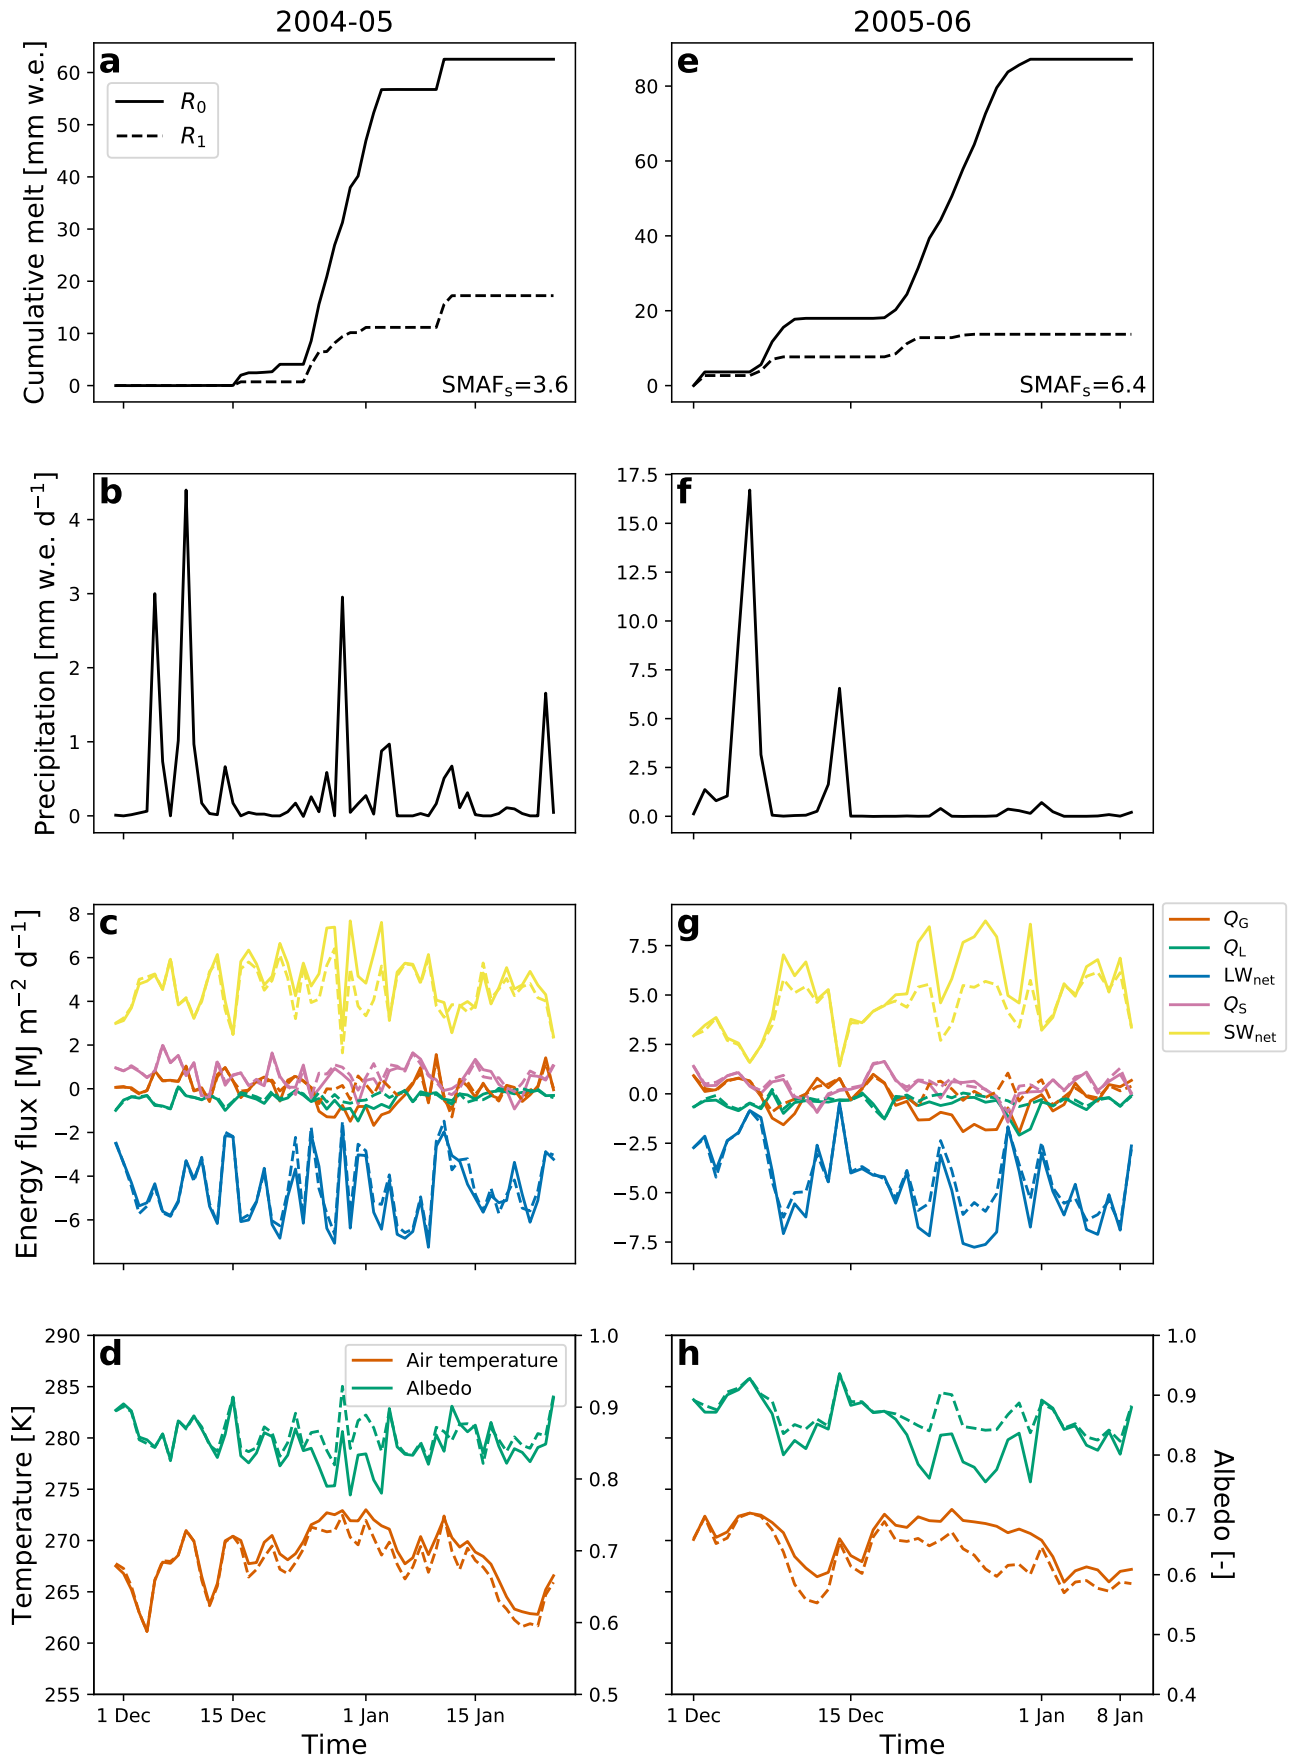 2004-05
2005-06
a
R0
R1
Cumulative melt [mm w.e.]
60
50
40
30
20
10
0
SMAFs=3.6
e
80
60
40
20
0
SMAFs=6.4
b
Precipitation [mm w.e. d−1]
4
3
2
1
0
f
17.5
15.0
12.5
10.0
7.5
5.0
2.5
0.0
c
Energy flux [MJ m−2 d−1]
8
6
4
2
0
−2
−4
−6
g
7.5
5.0
2.5
0.0
−2.5
−5.0
−7.5
QG
QL
LWnet
QS
SWnet
d
Air temperature
Albedo
Temperature [K]
290
285
280
275
270
265
260
255
1.0
0.9
0.8
0.7
0.6
0.5
1 Dec
15 Dec
1 Jan
15 Jan
Time
h
1.0
0.9
0.8
0.7
0.6
0.5
0.4
Albedo [-]
1 Dec
15 Dec
1 Jan
8 Jan
Time